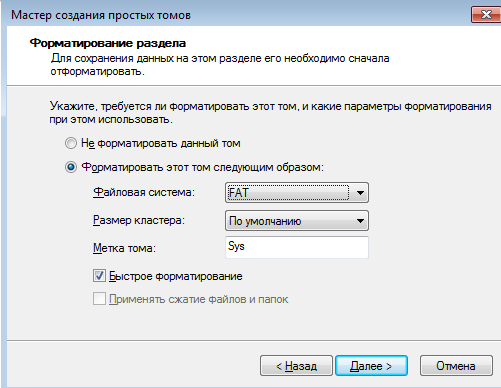 Мастер создания простых томов
Форматирование раздела
Для сохранения данных на этом разделе его необходимо сначала
отформатировать.
Укажите, требуется ли форматировать этот том, и какие параметры форматирования
при этом использовать.
Не форматировать данный том
Форматировать этот том следующим образом:
Файловая система:
FAT
Размер кластера:
По умолчанию
Метка тома:
Sys
Быстрое форматирование
Применять сжатие файлов и папок
< Назад
Далее >
Отмена